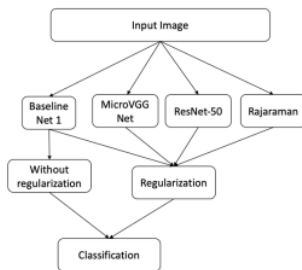 Input Image
Baseline
Net 1
MicroVGG
Net
ResNet-50
Rajaraman
Without
regularization
Regularization
Classification